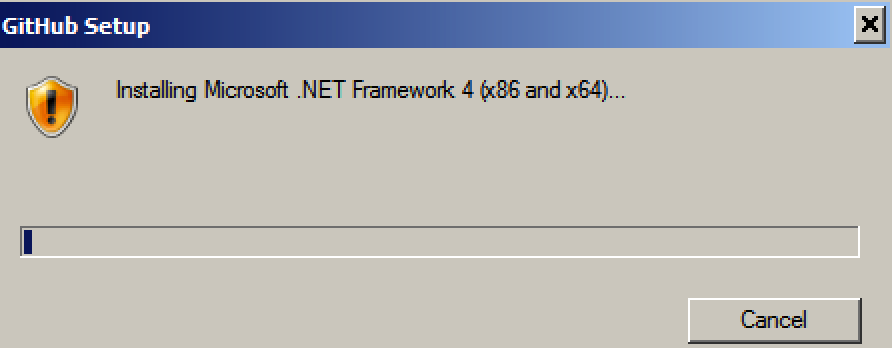 GitHub Setup
Installing Microsoft .NET Framework 4 (x86 and x64)...
Cancel